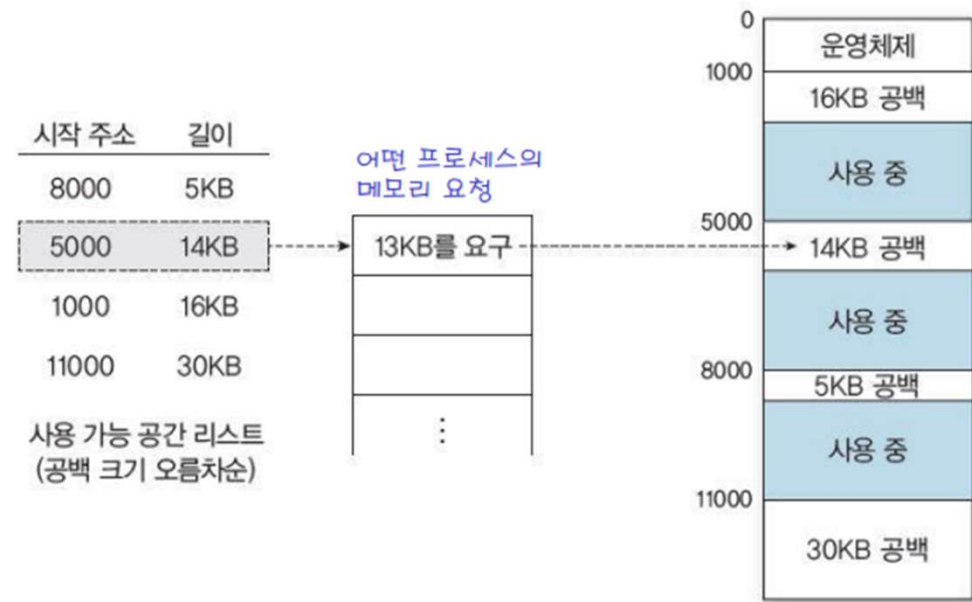 시작 주소 길이
8000 5KB
5000 14KB
1000 16KB
11000 30KB
사용 가능 공간 리스트
(공백 크기 오름차순)
어떤 프로세스의
메모리 요청
13KB를 요구
⋮
0
운영체제
1000
16KB 공백
사용 중
5000
14KB 공백
사용 중
8000
5KB 공백
사용 중
11000
30KB 공백